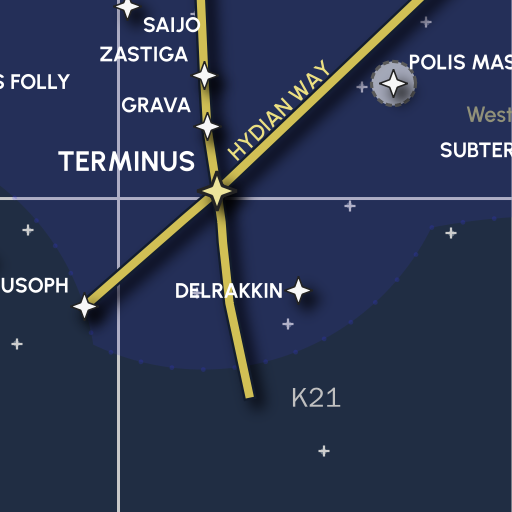 SAIJO
ZASTIGA
POLIS MAS
S FOLLY
GRAVA
HYDIAN WAY
West
TERMINUS
SUBTER
USOPH
DELRAKKIN
K21